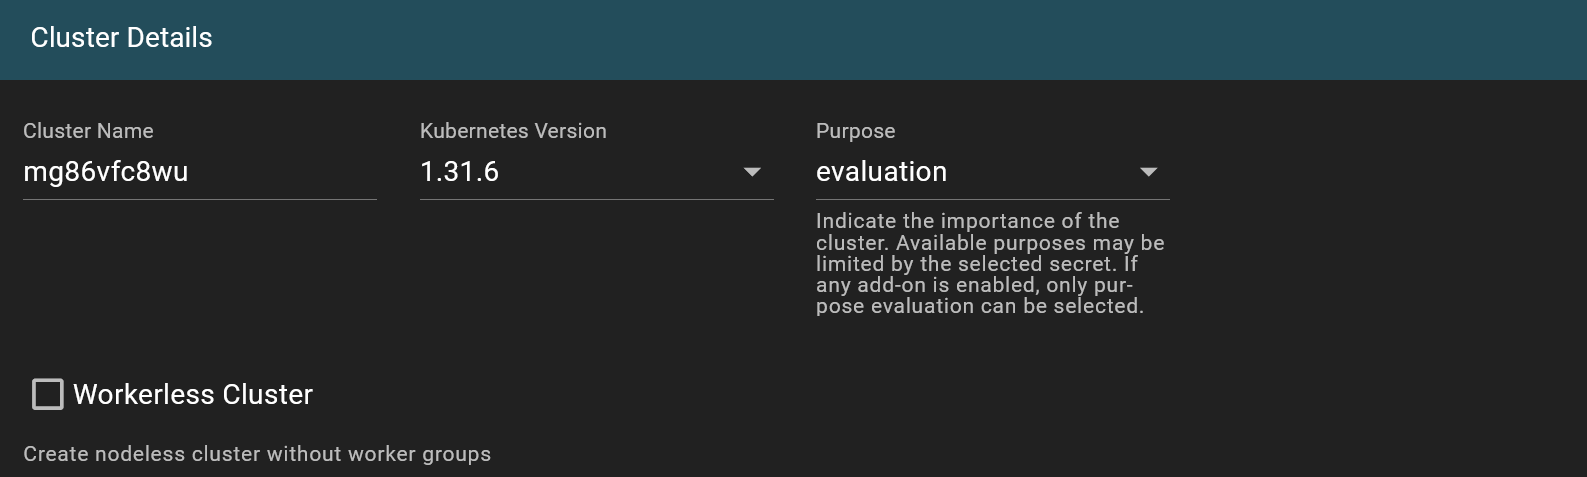 Cluster Details
Cluster Name
mg86vfc8wu
Kubernetes Version
1.31.6
Purpose
evaluation
Indicate the importance of the
cluster. Available purposes may be
limited by the selected secret. If
any add-on is enabled, only pur-
pose evaluation can be selected.
Workerless Cluster
Create nodeless cluster without worker groups